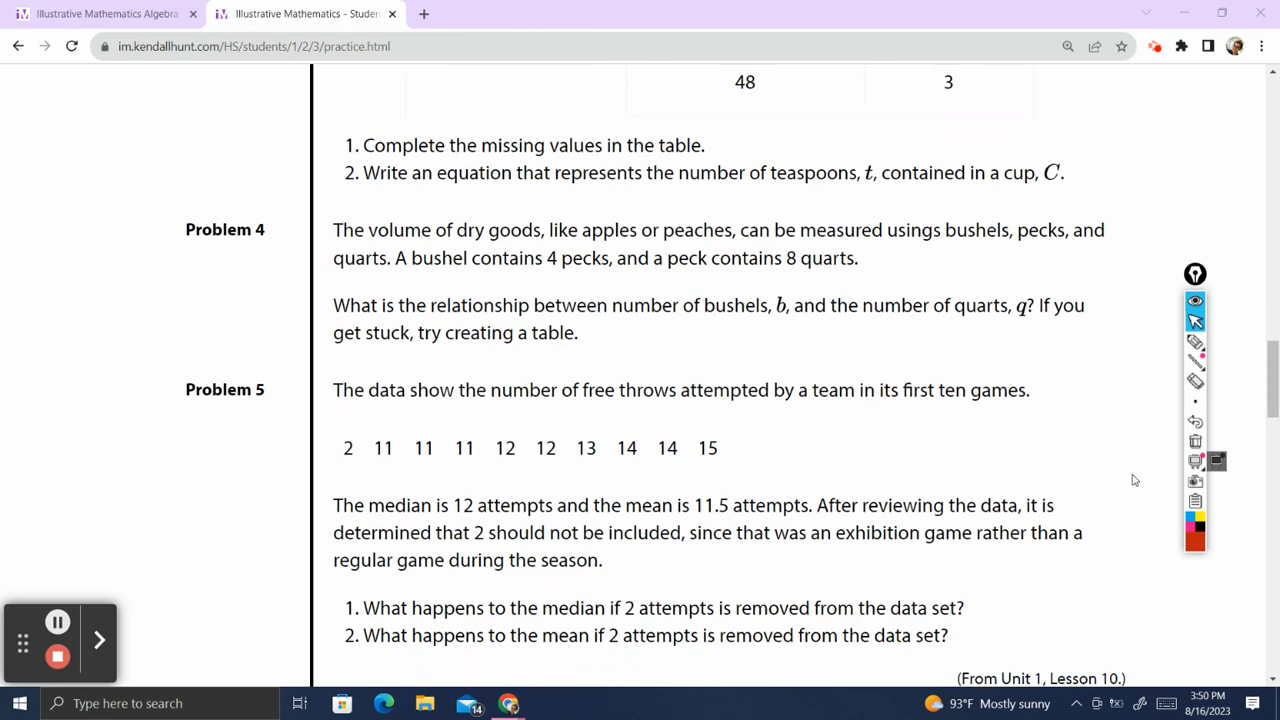 Illustrative Mathematics Algebra
Illustrative Mathematics - Studen
im.kendallhunt.com/HS/students/1/2/3/practice.html
48 3
1. Complete the missing values in the table.
2. Write an equation that represents the number of teaspoons, t, contained in a cup, C.
Problem 4
The volume of dry goods, like apples or peaches, can be measured usings bushels, pecks, and
quarts. A bushel contains 4 pecks, and a peck contains 8 quarts.
What is the relationship between number of bushels, b, and the number of quarts, q? If you
get stuck, try creating a table.
Problem 5
The data show the number of free throws attempted by a team in its first ten games.
2 11 11 11 12 12 13 14 14 15
The median is 12 attempts and the mean is 11.5 attempts. After reviewing the data, it is
determined that 2 should not be included, since that was an exhibition game rather than a
regular game during the season.
1. What happens to the median if 2 attempts is removed from the data set?
2. What happens to the mean if 2 attempts is removed from the data set?
(From Unit 1, Lesson 10.)
Type here to search
14
93°F Mostly sunny
3:50 PM
8/16/2023